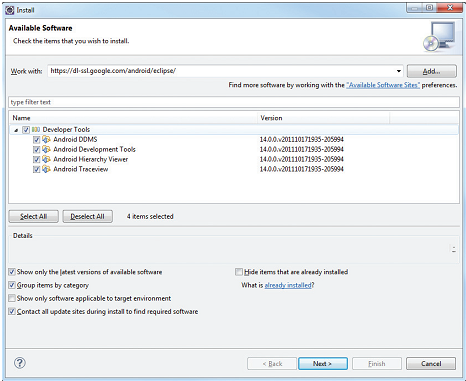 Install
Available Software
Check the items that you wish to install.
Work with: https://dl-ssl.google.com/android/eclipse/ Add...
Find more software by working with the "Available Software Sites" preferences.
type filter text
Name Version
Developer Tools
Android DDMS 14.0.0.v201110171935-205994
Android Development Tools 14.0.0.v201110171935-205994
Android Hierarchy Viewer 14.0.0.v201110171935-205994
Android Traceview 14.0.0.v201110171935-205994
Select All Deselect All 4 items selected
Details
Show only the latest versions of available software Hide items that are already installed
Group items by category What is already installed?
Show only software applicable to target environment
Contact all update sites during install to find required software
? < Back Next > Finish Cancel